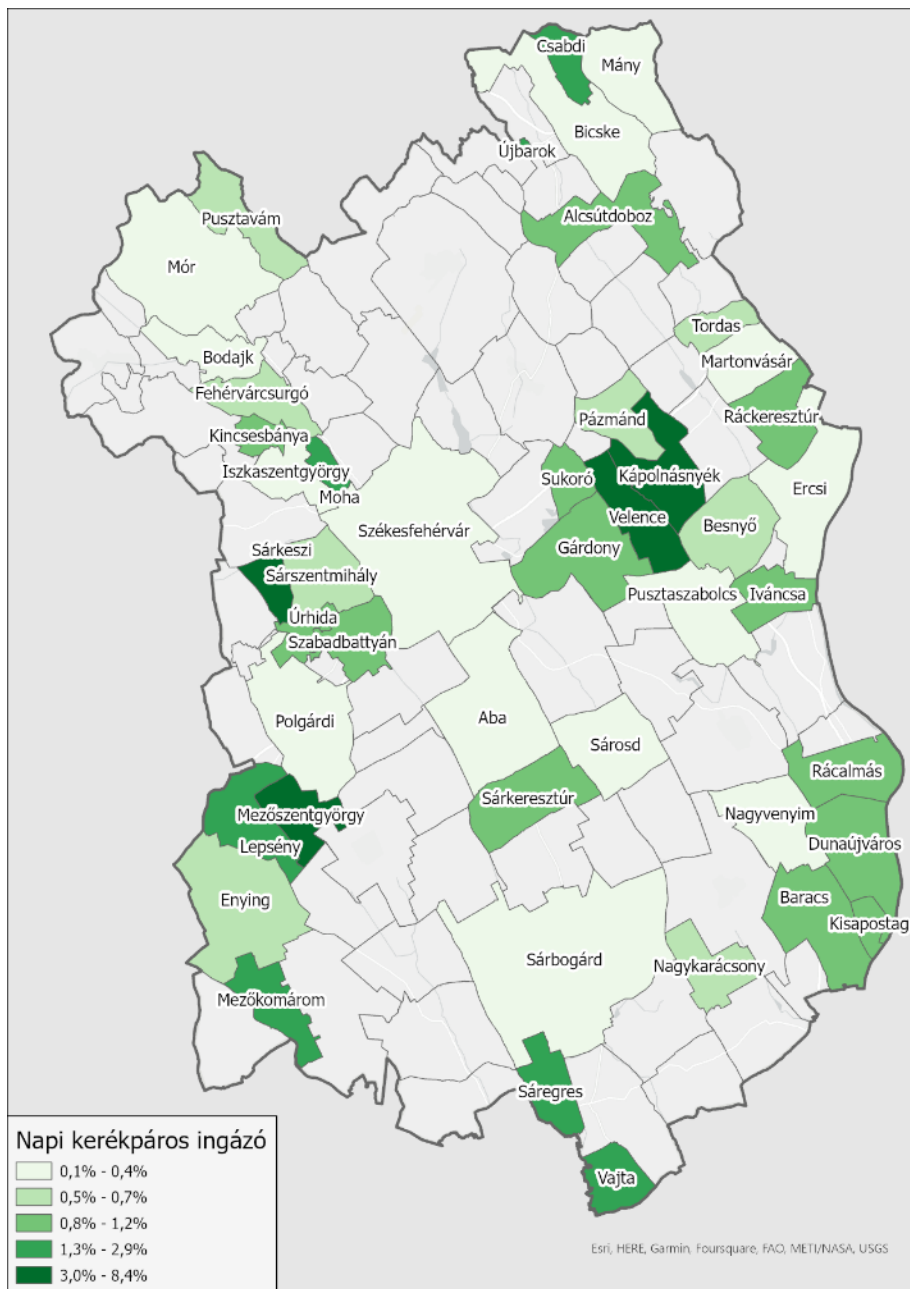 Csabdi
Mány
Bicske
Újbarok
Alcsútdoboz
Pusztavám
Mór
Tordas
Bodajk
Martonvásár
Fehérvárcsurgó
Ráckeresztúr
Pázmánd
Kincsesbánya
Iszkaszentgyörgy
Kápolnásnyék
Sukoró
Ercsi
Moha
Velence
Székesfehérvár
Besnyő
Gárdony
Sárkeszi
Sárszentmihály
Pusztaszabolcs
Iváncsa
Úrhida
Szabadbattyán
Polgárdi
Aba
Sárosd
Rácalmás
Sárkeresztúr
Mezőszentgyörgy
Nagyvenyim
Lepsény
Dunaújváros
Enying
Baracs
Kisapostag
Sárbogárd
Nagykarácsony
Mezőkomárom
Sáregres
Vajta
Napi kerékpáros ingázó
0,1% - 0,4%
0,5% - 0,7%
0,8% - 1,2%
1,3% - 2,9%
3,0% - 8,4%
Esri, HERE, Garmin, Foursquare, FAO, METI/NASA, USGS